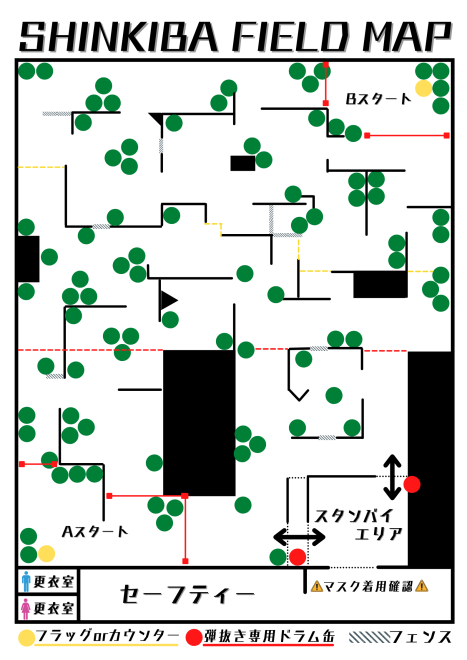 SHINKIBA FIELD MAP
Bスタート
Aスタート
スタンバイ
エリア
更衣室
更衣室
セーフティー
マスク着用確認
フラッグorカウンター
弾抜き専用ドラム缶
フェンス